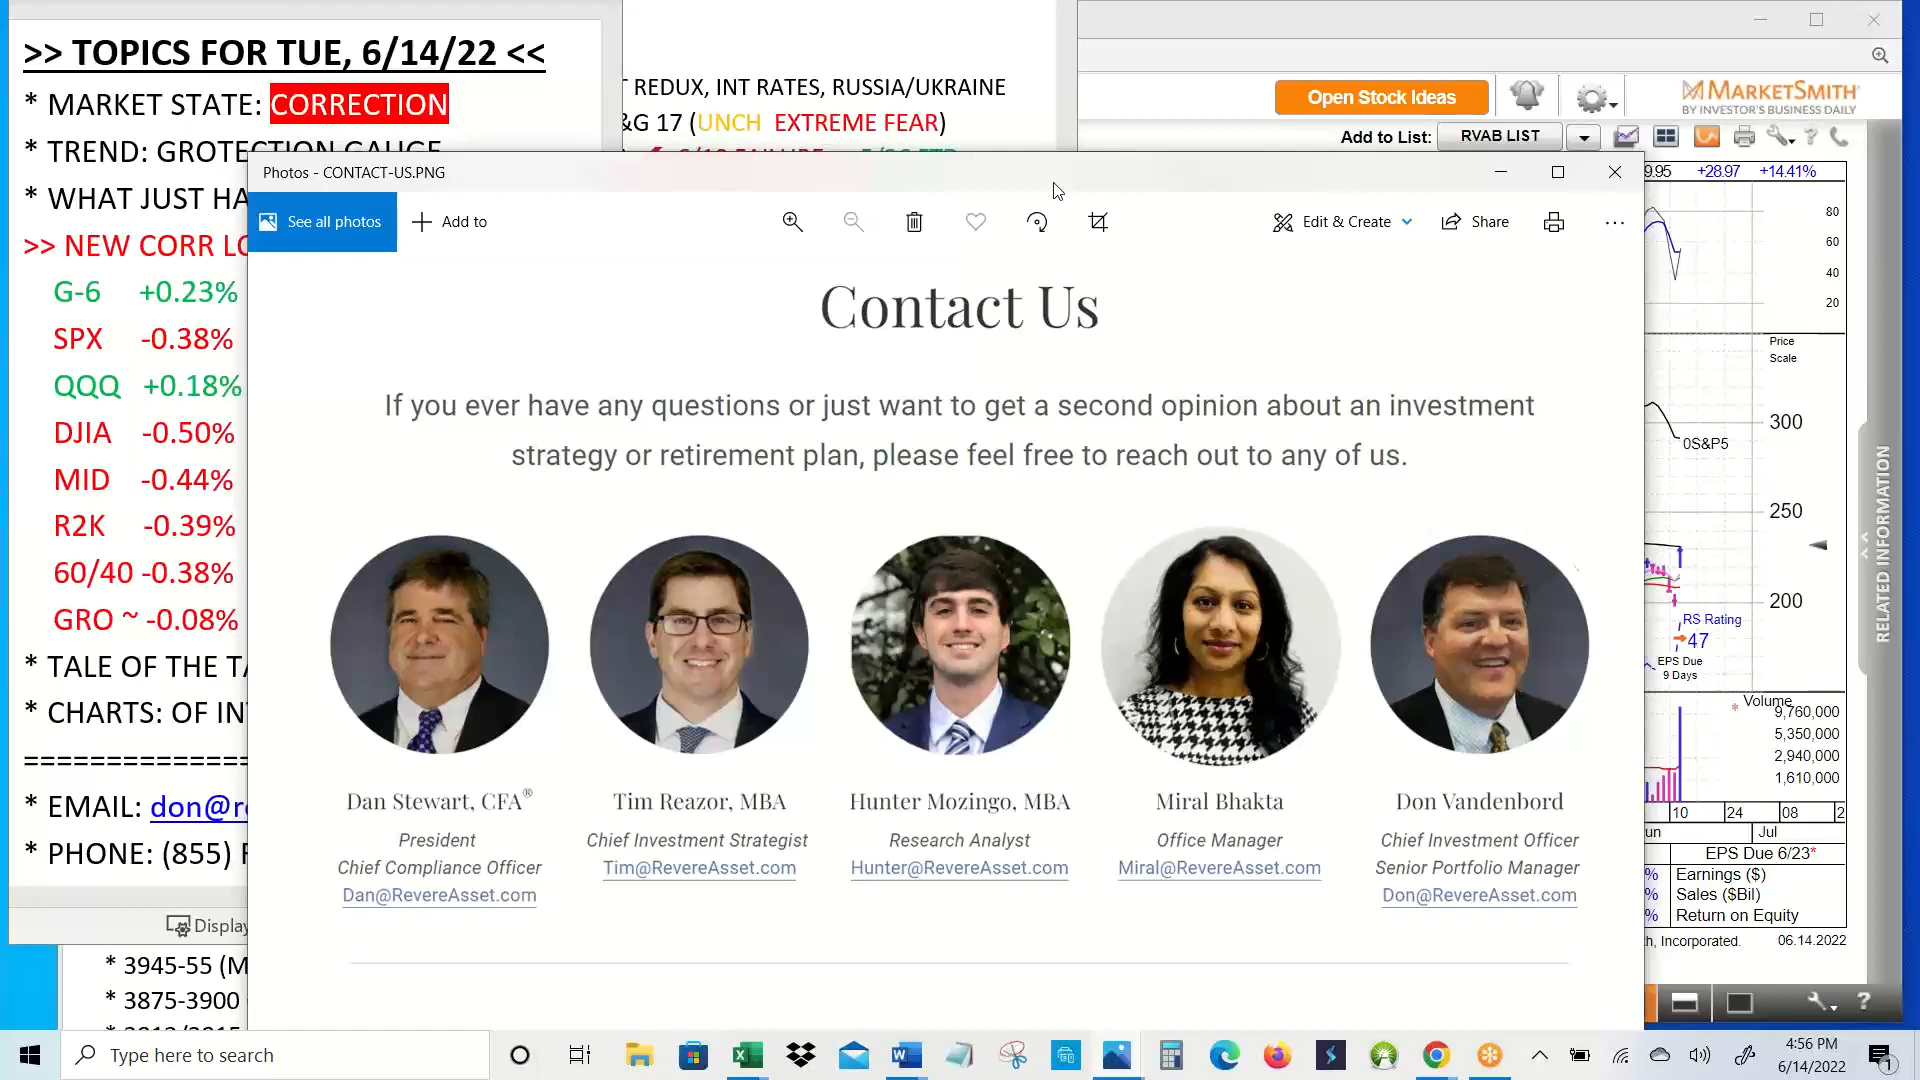 >> TOPICS FOR TUE, 6/14/22 <<
* MARKET STATE: CORRECTION
* TREND: GROTECTION GAUGE
* WHAT JUST HA
>> NEW CORR LO
G-6 +0.23%
SPX -0.38%
QQQ +0.18%
DJIA -0.50%
MID -0.44%
R2K -0.39%
60/40 -0.38%
GRO ~ -0.08%
* TALE OF THE TA
* CHARTS: OF IN
==================
* EMAIL: don@re
* PHONE: (855) 
Display
* 3945-55 (M
* 3875-3900
T REDUX, INT RATES, RUSSIA/UKRAINE
&G 17 (UNCH EXTREME FEAR)
Photos - CONTACT-US.PNG
See all photos
Add to
Edit & Create
Share
Contact Us
If you ever have any questions or just want to get a second opinion about an investment
strategy or retirement plan, please feel free to reach out to any of us.
Dan Stewart, CFA®
President
Chief Compliance Officer
Dan@RevereAsset.com
Tim Reazor, MBA
Chief Investment Strategist
Tim@RevereAsset.com
Hunter Mozingo, MBA
Research Analyst
Hunter@RevereAsset.com
Miral Bhakta
Office Manager
Miral@RevereAsset.com
Don Vandenbord
Chief Investment Officer
Senior Portfolio Manager
Don@RevereAsset.com
Open Stock Ideas
MARKETSMITH
BY INVESTOR'S BUSINESS DAILY
Add to List: RVAB LIST
9.95 +28.97 +14.41%
80
60
40
20
Price
Scale
300
0S&P5
250
200
RS Rating
47
EPS Due
9 Days
RELATED INFORMATION
* Volume
9,760,000
5,350,000
2,940,000
1,610,000
10 24 08 2
un Jul
EPS Due 6/23*
% Earnings ($)
% Sales ($Bil)
% Return on Equity
th, Incorporated. 06.14.2022
Type here to search
4:56 PM
6/14/2022
1